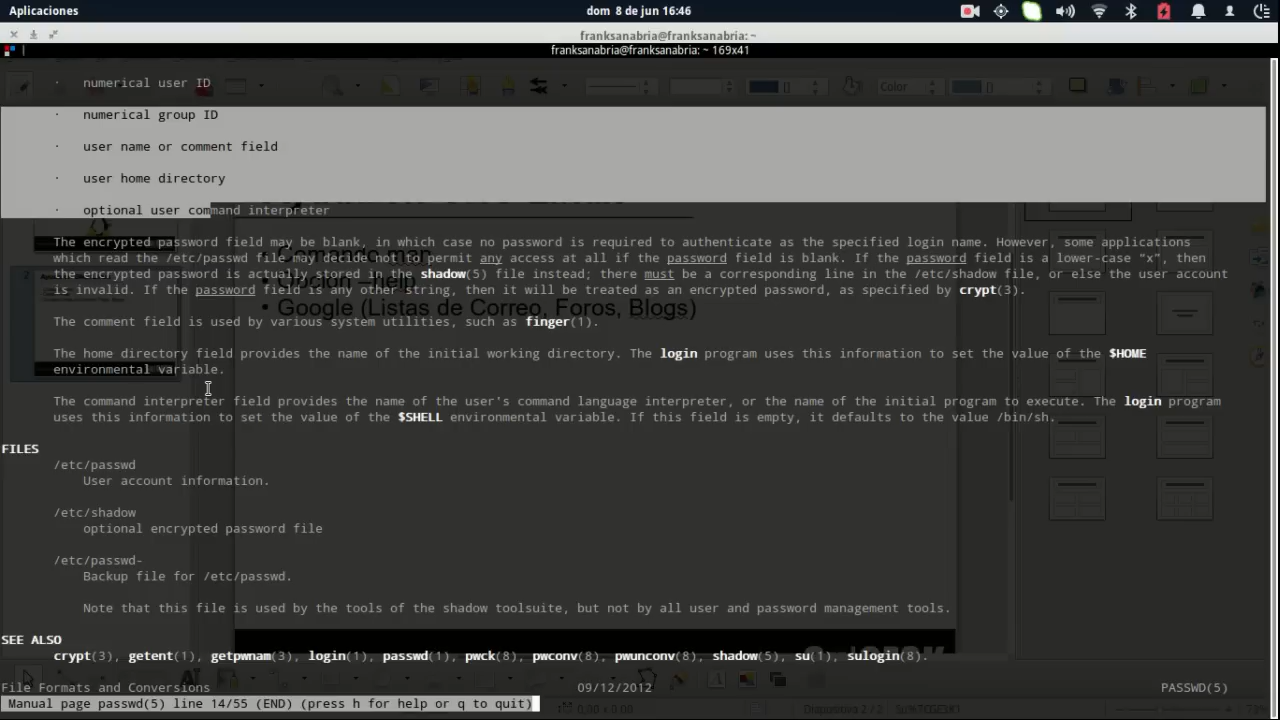 Aplicaciones
dom 8 de jun 16:46
franksanabria@franksanabria: ~
franksanabria@franksanabria: ~ 169x41
Color
· numerical user ID
· numerical group ID
· user name or comment field
· user home directory
· optional user command interpreter
The encrypted password field may be blank, in which case no password is required to authenticate as the specified login name. However, some applications
which read the /etc/passwd file may decide not to permit any access at all if the password field is blank. If the password field is a lower-case “x”, then
the encrypted password is actually stored in the shadow(5) file instead; there must be a corresponding line in the /etc/shadow file, or else the user account
is invalid. If the password field is any other string, then it will be treated as an encrypted password, as specified by crypt(3).
• Comando man
• Opcion --help
• Google (Listas de Correo, Foros, Blogs)
The comment field is used by various system utilities, such as finger(1).
The home directory field provides the name of the initial working directory. The login program uses this information to set the value of the $HOME
environmental variable.
The command interpreter field provides the name of the user's command language interpreter, or the name of the initial program to execute. The login program
uses this information to set the value of the $SHELL environmental variable. If this field is empty, it defaults to the value /bin/sh.
FILES
/etc/passwd
User account information.
/etc/shadow
optional encrypted password file
/etc/passwd-
Backup file for /etc/passwd.
Note that this file is used by the tools of the shadow toolsuite, but not by all user and password management tools.
SEE ALSO
crypt(3), getent(1), getpwnam(3), login(1), passwd(1), pwck(8), pwconv(8), pwunconv(8), shadow(5), su(1), sulogin(8).
File Formats and Conversions
09/12/2012
PASSWD(5)
Manual page passwd(5) line 14/55 (END) (press h for help or q to quit)
0,00 x 0,00
Diapositiva 2 / 2